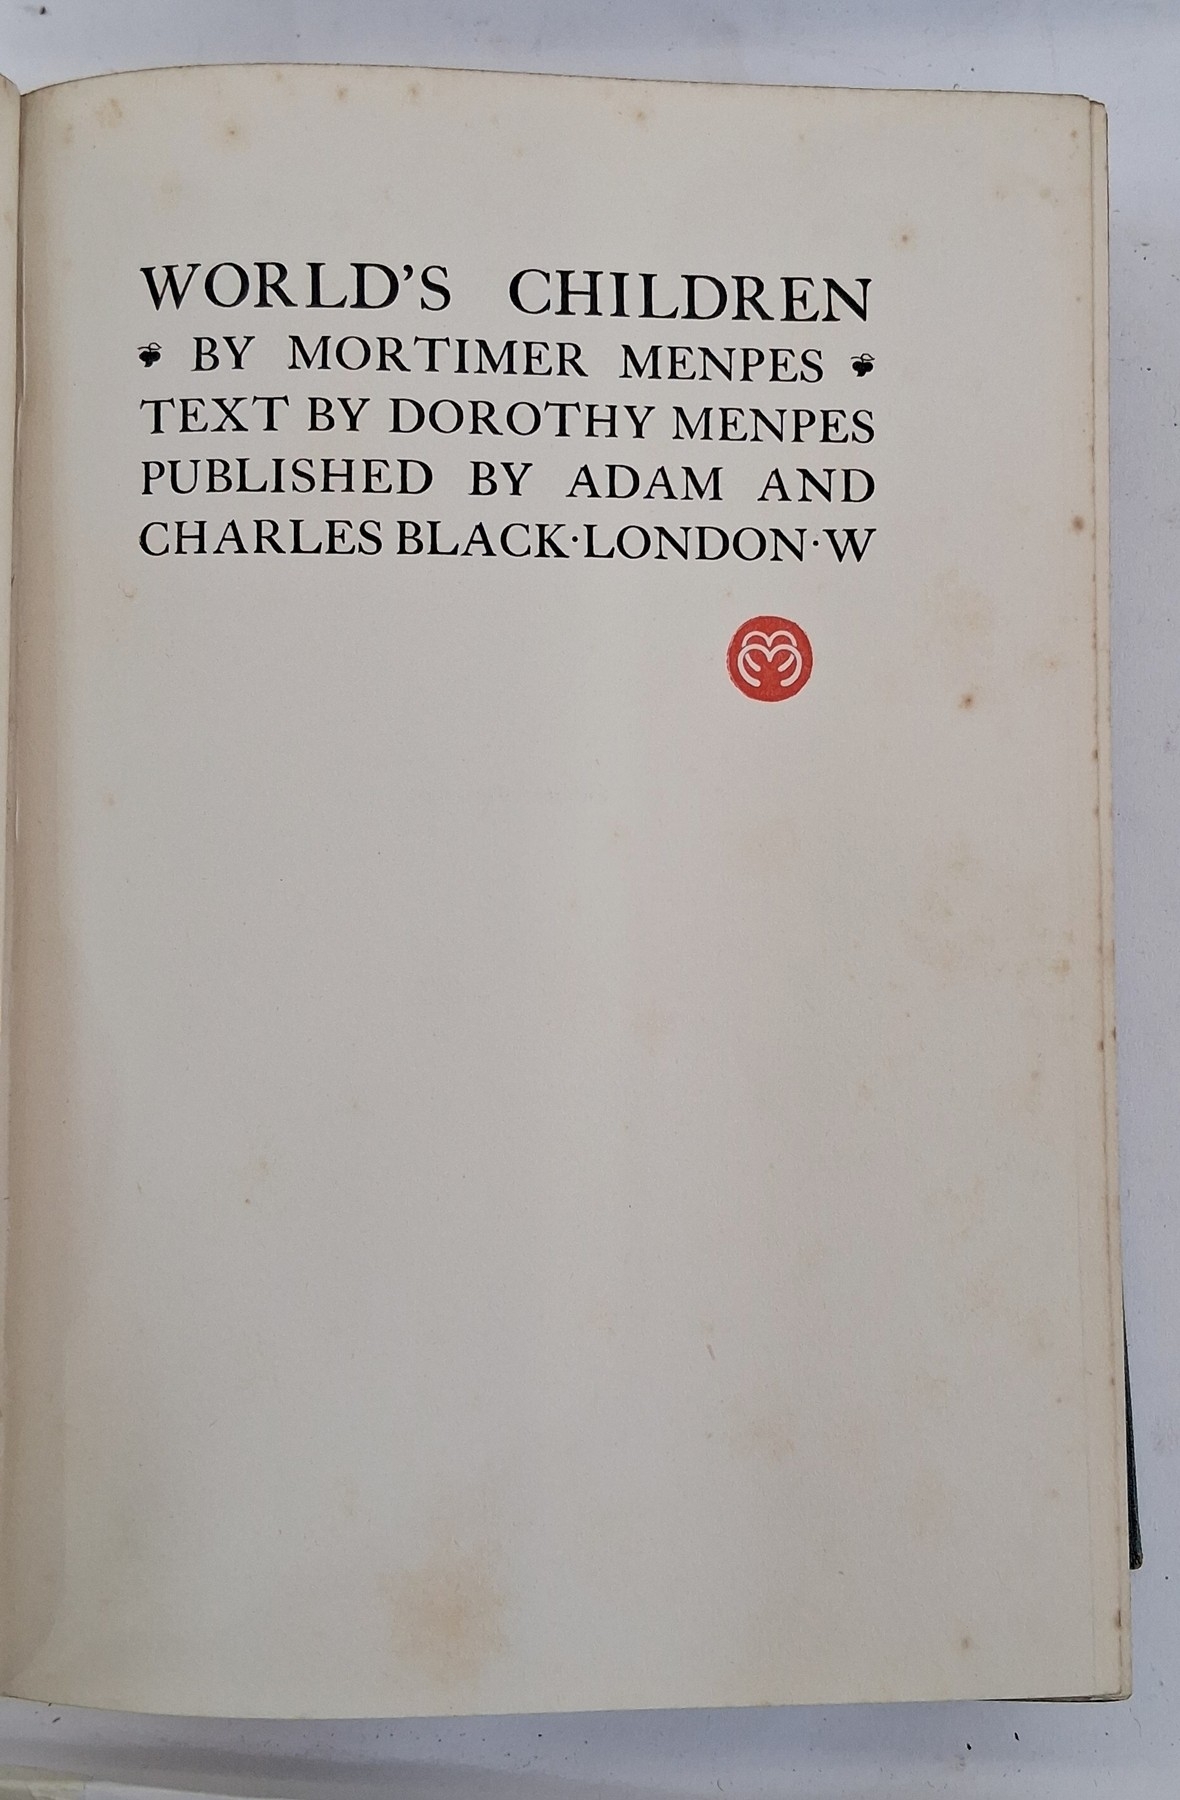 WORLD'S CHILDREN
❦ BY MORTIMER MENPES ❦
TEXT BY DOROTHY MENPES
PUBLISHED BY ADAM AND
CHARLES BLACK·LONDON·W